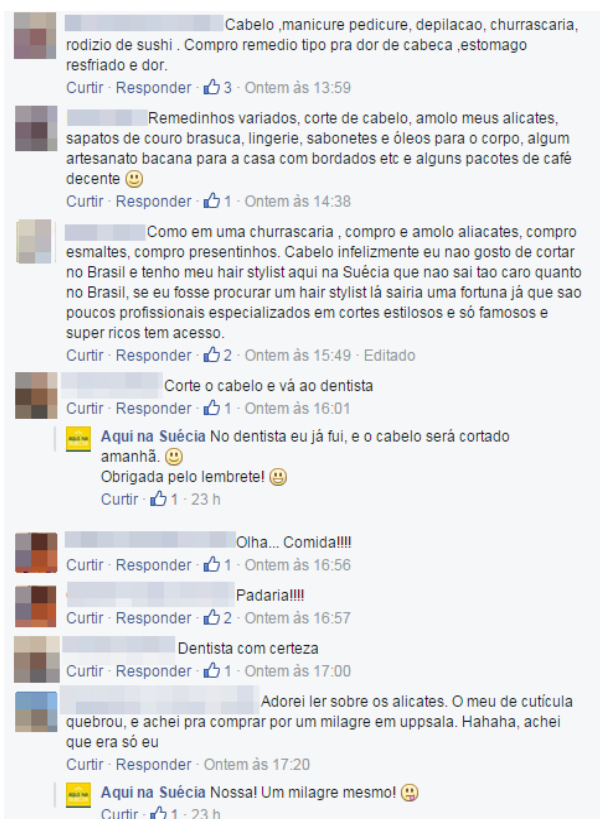 Cabelo ,manicure pedicure, depilacao, churrascaria,
rodizio de sushi . Compro remedio tipo pra dor de cabeca ,estomago
resfriado e dor.
Curtir · Responder · 3 · Ontem às 13:59
Remedinhos variados, corte de cabelo, amolo meus alicates,
sapatos de couro brasuca, lingerie, sabonetes e óleos para o corpo, algum
artesanato bacana para a casa com bordados etc e alguns pacotes de café
decente
Curtir · Responder · 1 · Ontem às 14:38
Como em uma churrascaria , compro e amolo aliacates, compro
esmaltes, compro presentinhos. Cabelo infelizmente eu nao gosto de cortar
no Brasil e tenho meu hair stylist aqui na Suécia que nao sai tao caro quanto
no Brasil, se eu fosse procurar um hair stylist lá sairia uma fortuna já que sao
poucos profissionais especializados em cortes estilosos e só famosos e
super ricos tem acesso.
Curtir · Responder · 2 · Ontem às 15:49 · Editado
Corte o cabelo e vá ao dentista
Curtir · Responder · 1 · Ontem às 16:01
Aqui na Suécia No dentista eu já fui, e o cabelo será cortado
amanhã.
Obrigada pelo lembrete!
Curtir · 1 · 23 h
Olha... Comida!!!!
Curtir · Responder · 1 · Ontem às 16:56
Padaria!!!!
Curtir · Responder · 2 · Ontem às 16:57
Dentista com certeza
Curtir · Responder · 1 · Ontem às 17:00
Adorei ler sobre os alicates. O meu de cutícula
quebrou, e achei pra comprar por um milagre em uppsala. Hahaha, achei
que era só eu
Curtir · Responder · Ontem às 17:20
Aqui na Suécia Nossa! Um milagre mesmo!
Curtir · 1 · 23 h